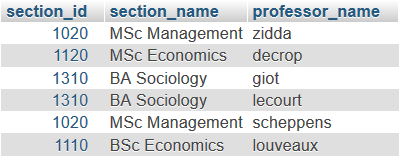 section_id section_name professor_name
1020 MSc Management zidda
1120 MSc Economics decrop
1310 BA Sociology giot
1310 BA Sociology lecourt
1020 MSc Management scheppens
1110 BSc Economics louveaux